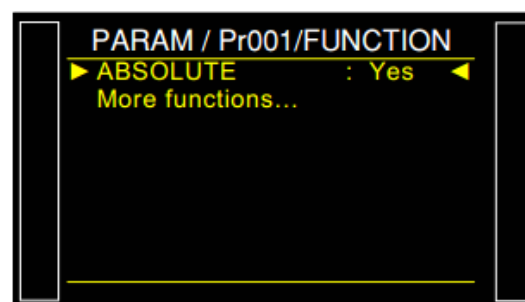 PARAM / Pr001/FUNCTION
► ABSOLUTE : Yes ◄
More functions...